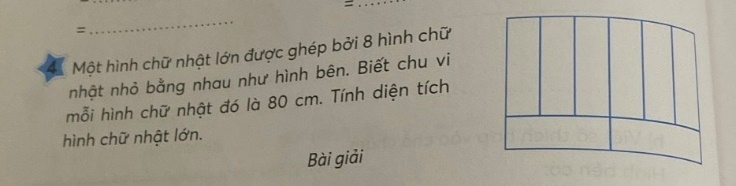 =
=
4 Một hình chữ nhật lớn được ghép bởi 8 hình chữ
nhật nhỏ bằng nhau như hình bên. Biết chu vi
mỗi hình chữ nhật đó là 80 cm. Tính diện tích
hình chữ nhật lớn.
Bài giải